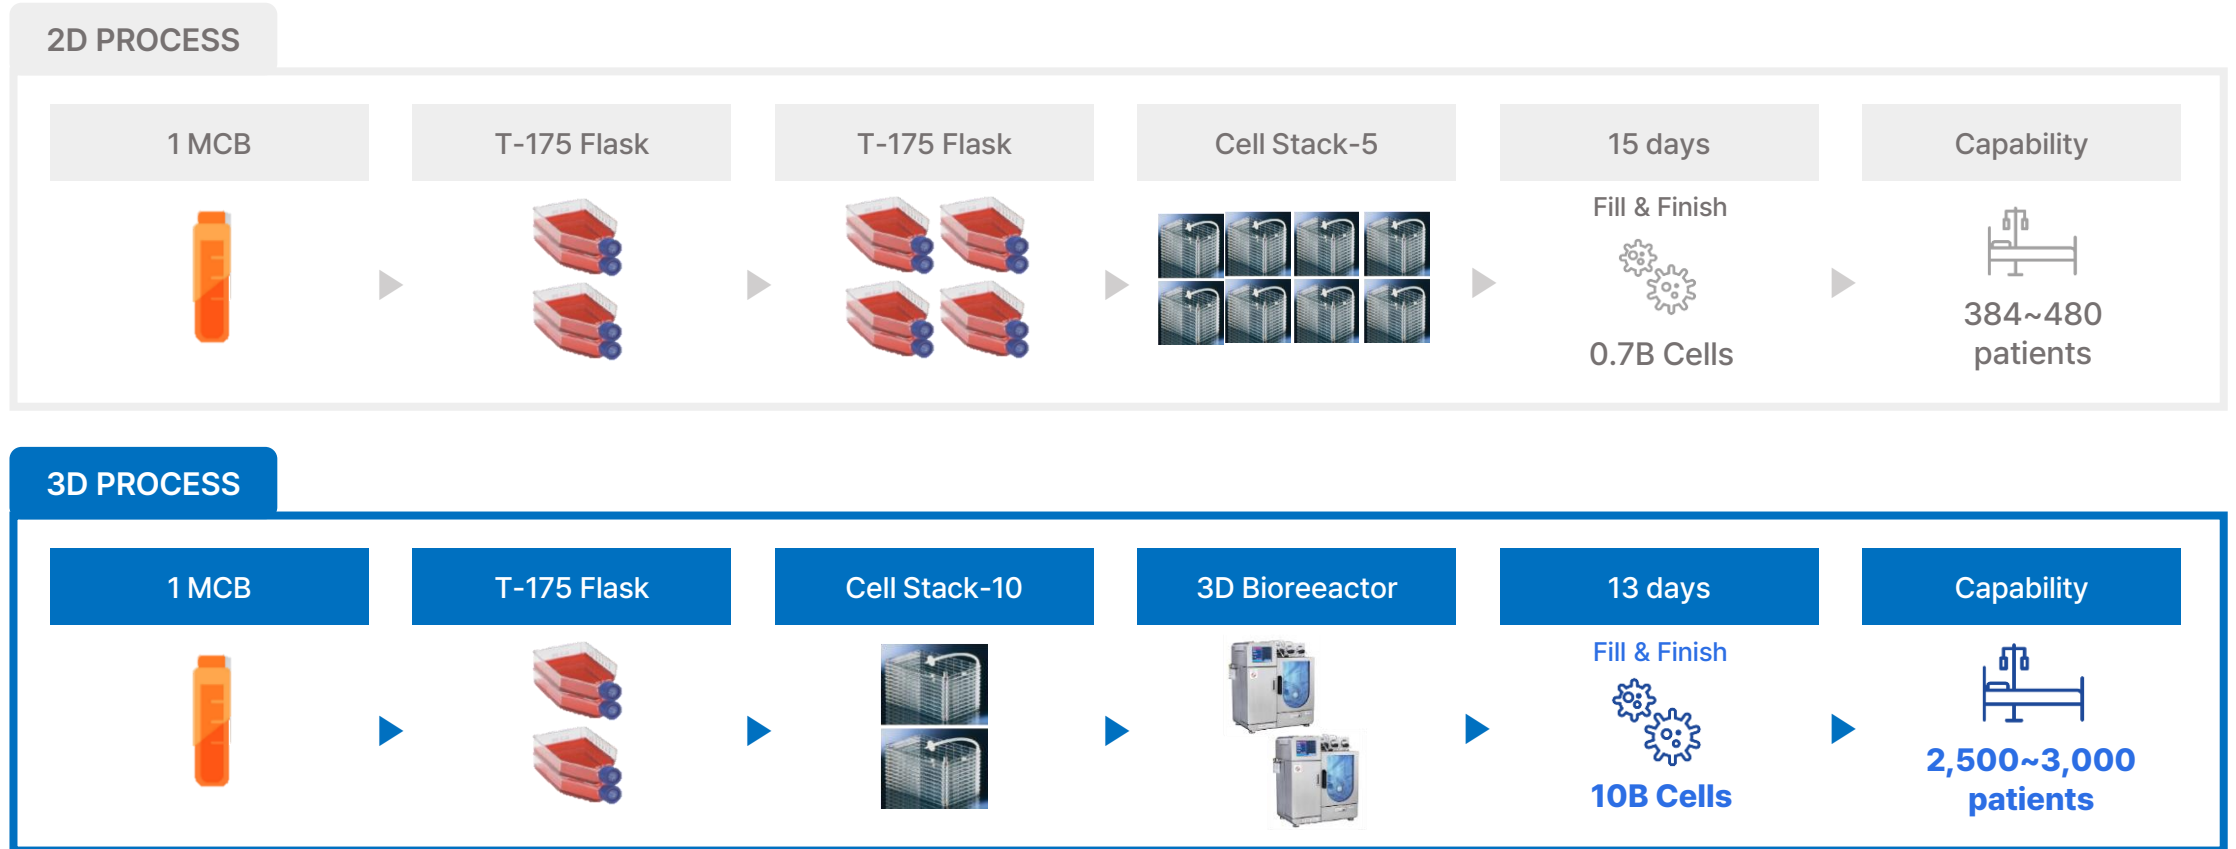 2D PROCESS
1 MCB
T-175 Flask
T-175 Flask
Cell Stack-5
15 days
Capability
Fill & Finish
0.7B Cells
384~480
patients
3D PROCESS
1 MCB
T-175 Flask
Cell Stack-10
3D Bioreeactor
13 days
Capability
Fill & Finish
10B Cells
2,500~3,000
patients